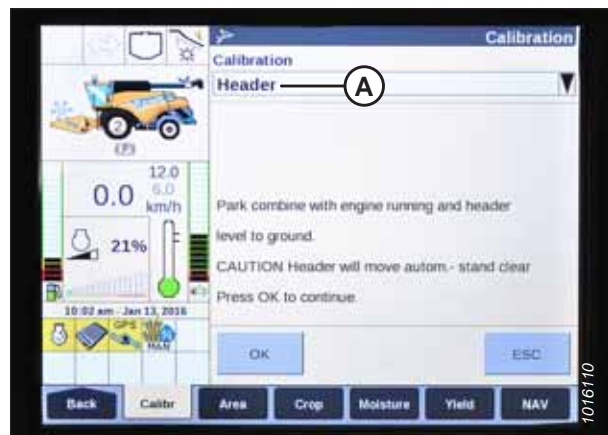 Calibration
Calibration
Header
A
2
(P)
12.0
6.0
0.0 km/h
21%
Park combine with engine running and header
level to ground.
CAUTION Header will move autom.- stand clear
Press OK to continue
10:02 am Jan 13, 2016
GPS
MAN
OK
ESC
Back
Calibr
Area
Crop
Moisture
Yield
NAV
1016110